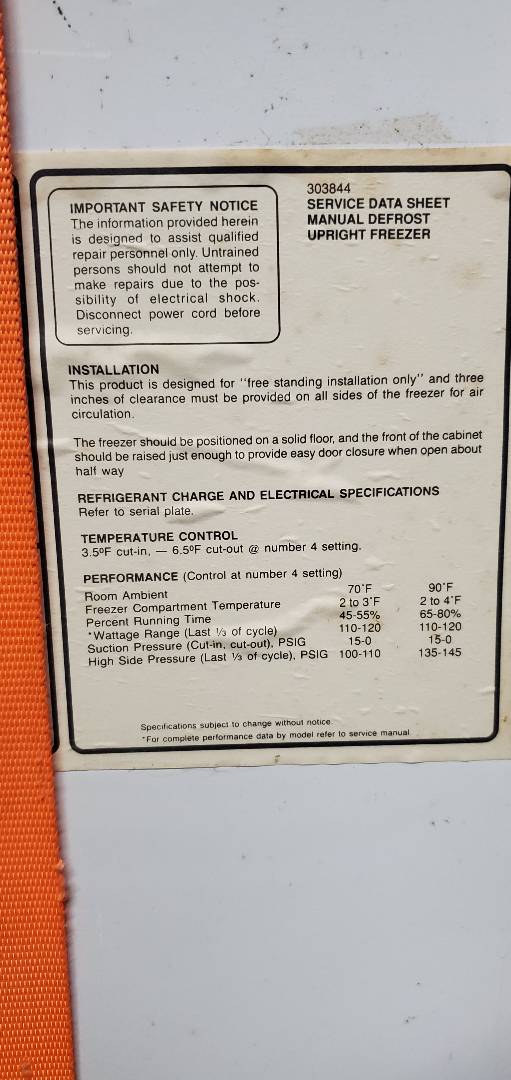 IMPORTANT SAFETY NOTICE
The information provided herein
is designed to assist qualified
repair personnel only. Untrained
persons should not attempt to
make repairs due to the pos-
sibility of electrical shock.
Disconnect power cord before
servicing.
303844
SERVICE DATA SHEET
MANUAL DEFROST
UPRIGHT FREEZER
INSTALLATION
This product is designed for "free standing installation only" and three
inches of clearance must be provided on all sides of the freezer for air
circulation.
The freezer should be positioned on a solid floor, and the front of the cabinet
should be raised just enough to provide easy door closure when open about
half way
REFRIGERANT CHARGE AND ELECTRICAL SPECIFICATIONS
Refer to serial plate.
TEMPERATURE CONTROL
3.5ºF cut-in, — 6.5ºF cut-out @ number 4 setting.
PERFORMANCE (Control at number 4 setting)
Room Ambient 70°F 90°F
Freezer Compartment Temperature 2 to 3°F 2 to 4°F
Percent Running Time 45-55% 65-80%
*Wattage Range (Last ⅓ of cycle) 110-120 110-120
Suction Pressure (Cut-in, cut-out), PSIG 15-0 15-0
High Side Pressure (Last ⅓ of cycle), PSIG 100-110 135-145
Specifications subject to change without notice.
*For complete performance data by model refer to service manual